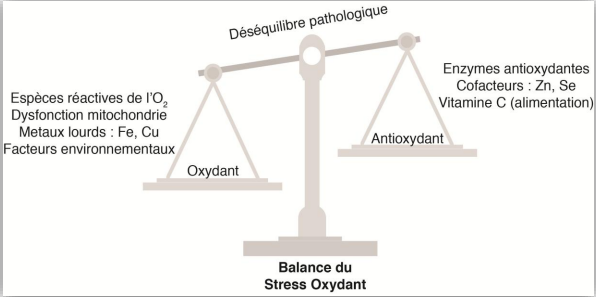 Déséquilibre pathologique
Espèces réactives de l'O₂
Dysfonction mitochondrie
Metaux lourds : Fe, Cu
Facteurs environnementaux
Oxydant
Enzymes antioxydantes
Cofacteurs : Zn, Se
Vitamine C (alimentation)
Antioxydant
Balance du
Stress Oxydant